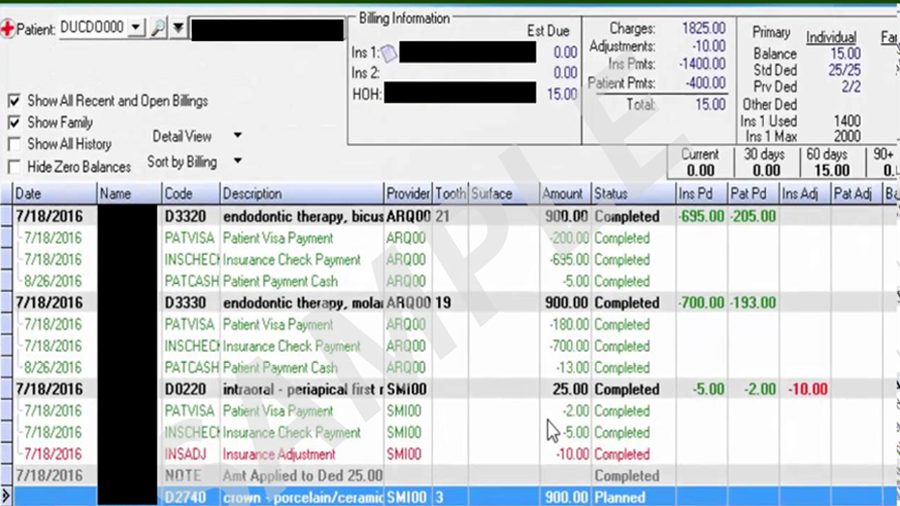 Patient: DUCDO000
Billing Information
Est Due
Ins 1: 0.00
Ins 2: 0.00
HOH: 15.00
Charges: 1825.00
Adjustments: -10.00
Ins Pmts: -1400.00
Patient Pmts: -400.00
Total: 15.00
Primary Individual
Balance 15.00
Std Ded 25/25
Prv Ded 2/2
Other Ded
Ins 1 Used 1400
Ins 1 Max 2000
Show All Recent and Open Billings
Show Family
Show All History
Hide Zero Balances
Detail View
Sort by Billing
Current 30 days 60 days 90+
0.00 0.00 15.00
Date Name Code Description Provider Tooth Surface Amount Status Ins Pd Pat Pd Ins Adj Pat Adj
7/18/2016 D3320 endodontic therapy, bicus ARQ00 21 900.00 Completed -695.00 -205.00
7/18/2016 PATVISA Patient Visa Payment ARQ00 -200.00 Completed
7/18/2016 INSCHECK Insurance Check Payment ARQ00 -695.00 Completed
8/26/2016 PATCASH Patient Payment Cash ARQ00 -5.00 Completed
7/18/2016 D3330 endodontic therapy, mola ARQ00 19 900.00 Completed -700.00 -193.00
7/18/2016 PATVISA Patient Visa Payment ARQ00 -180.00 Completed
7/18/2016 INSCHECK Insurance Check Payment ARQ00 -700.00 Completed
8/26/2016 PATCASH Patient Payment Cash ARQ00 -13.00 Completed
7/18/2016 D0220 intraoral - periapical first SMI00 25.00 Completed -5.00 -2.00 -10.00
7/18/2016 PATVISA Patient Visa Payment SMI00 -2.00 Completed
7/18/2016 INSCHECK Insurance Check Payment SMI00 -5.00 Completed
7/18/2016 INSADJ Insurance Adjustment SMI00 -10.00 Completed
7/18/2016 NOTE Amt Applied to Ded 25.00 Completed
D2740 crown - porcelain/ceramic SMI00 3 900.00 Planned
SAMPLE